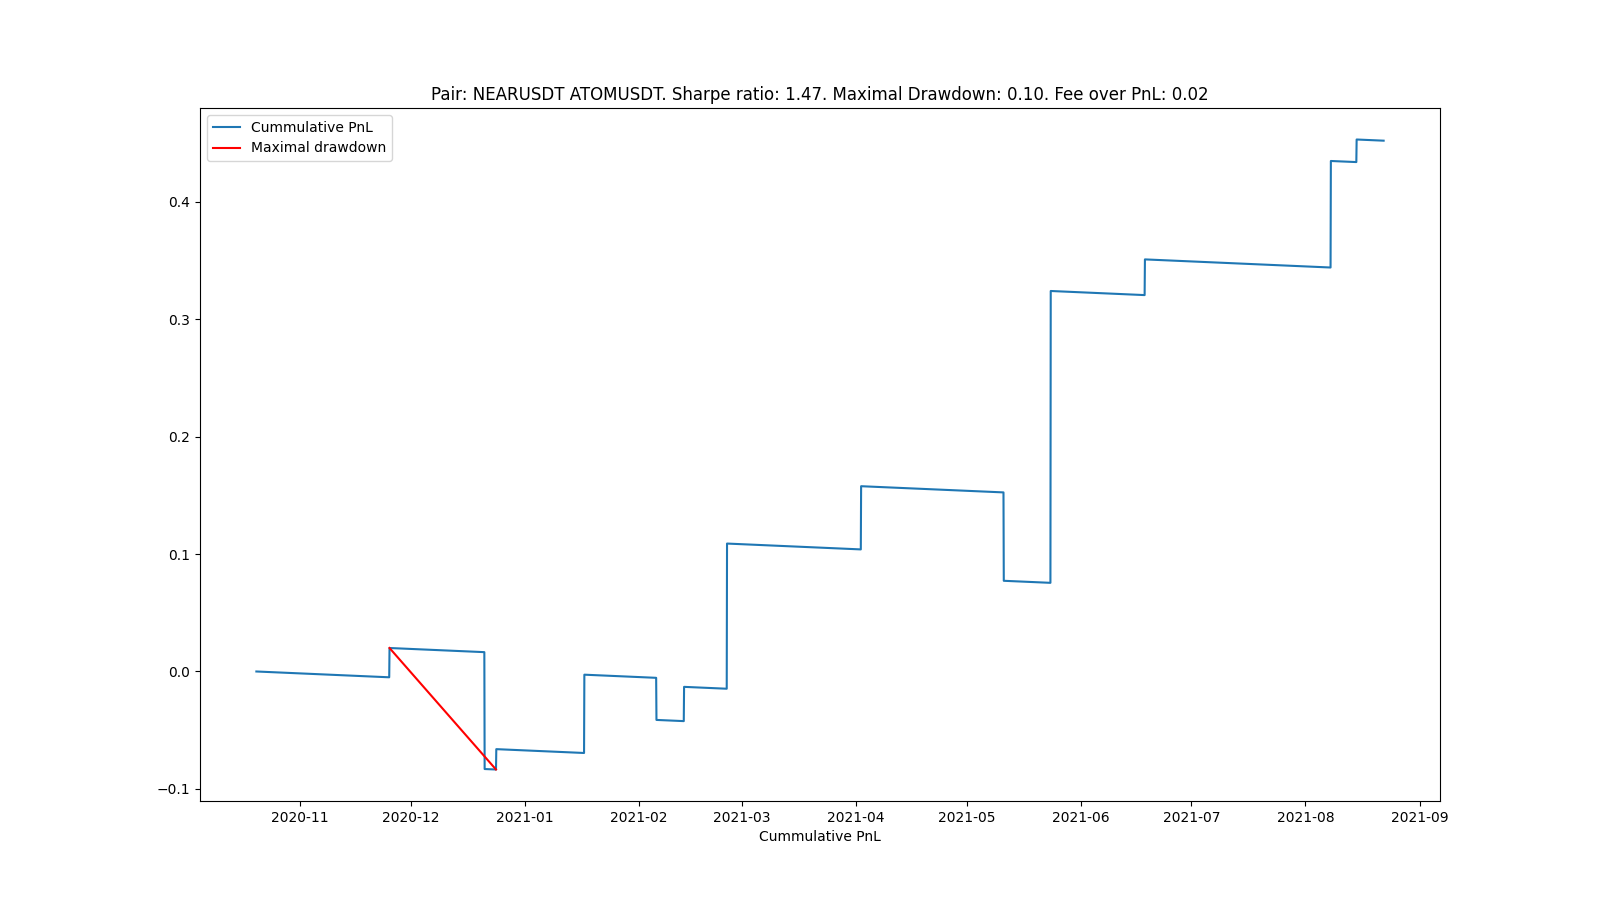 Pair: NEARUSDT ATOMUSDT. Sharpe ratio: 1.47. Maximal Drawdown: 0.10. Fee over PnL: 0.02
Cummulative PnL
Maximal drawdown
0.4
0.3
0.2
0.1
0.0
−0.1
2020-11 2020-12 2021-01 2021-02 2021-03 2021-04 2021-05 2021-06 2021-07 2021-08 2021-09
Cummulative PnL